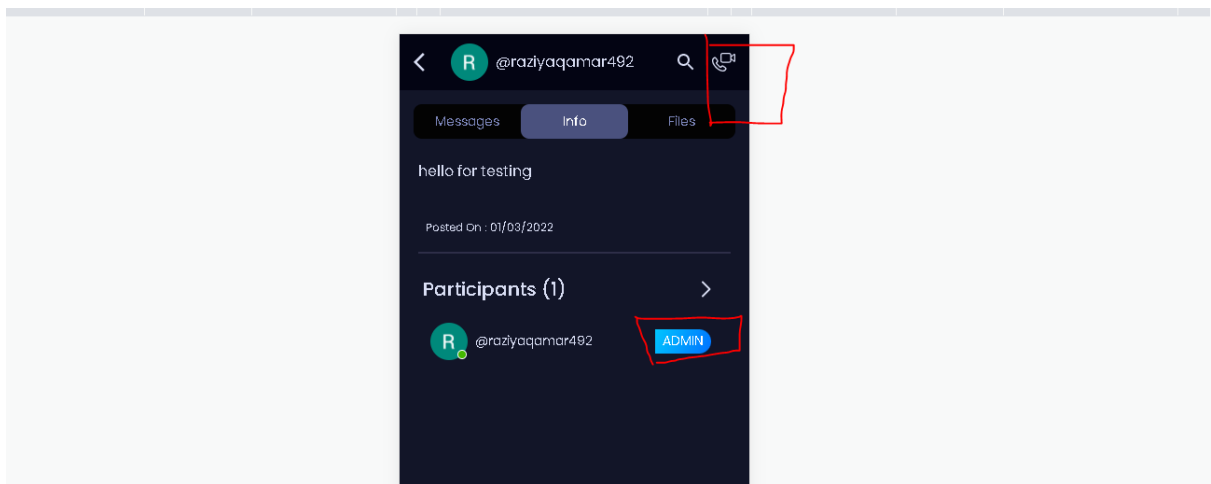 R @raziyaqamar492
Messages Info Files
hello for testing
Posted On : 01/03/2022
Participants (1)
R @raziyaqamar492 ADMIN